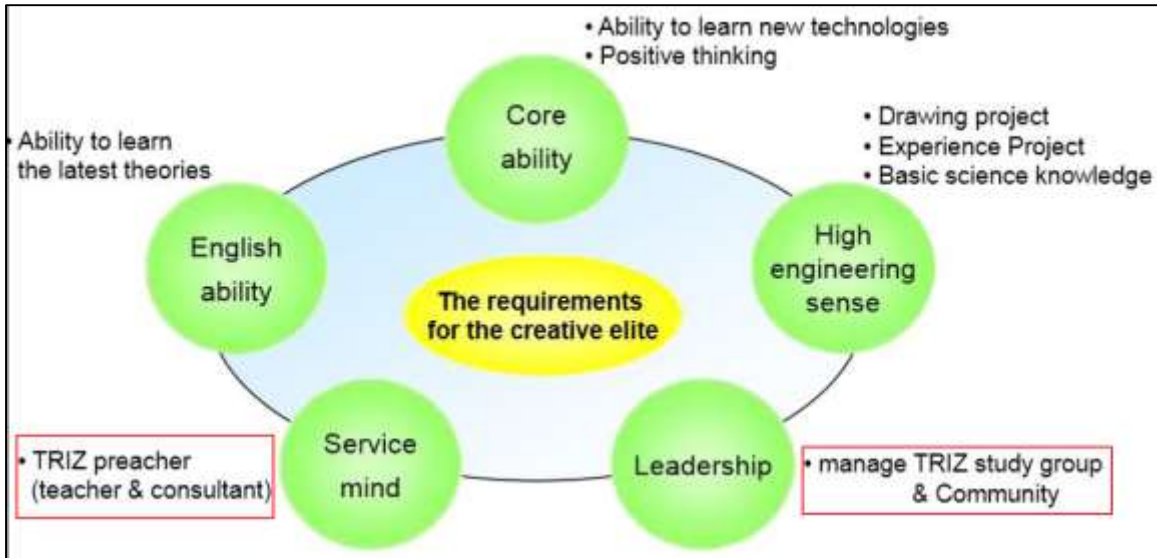 • Ability to learn new technologies
• Positive thinking
Core
ability
• Drawing project
• Experience Project
• Basic science knowledge
• Ability to learn
the latest theories
English
ability
High
engineering
sense
The requirements
for the creative elite
• TRIZ preacher
(teacher & consultant)
Service
mind
Leadership
• manage TRIZ study group
& Community